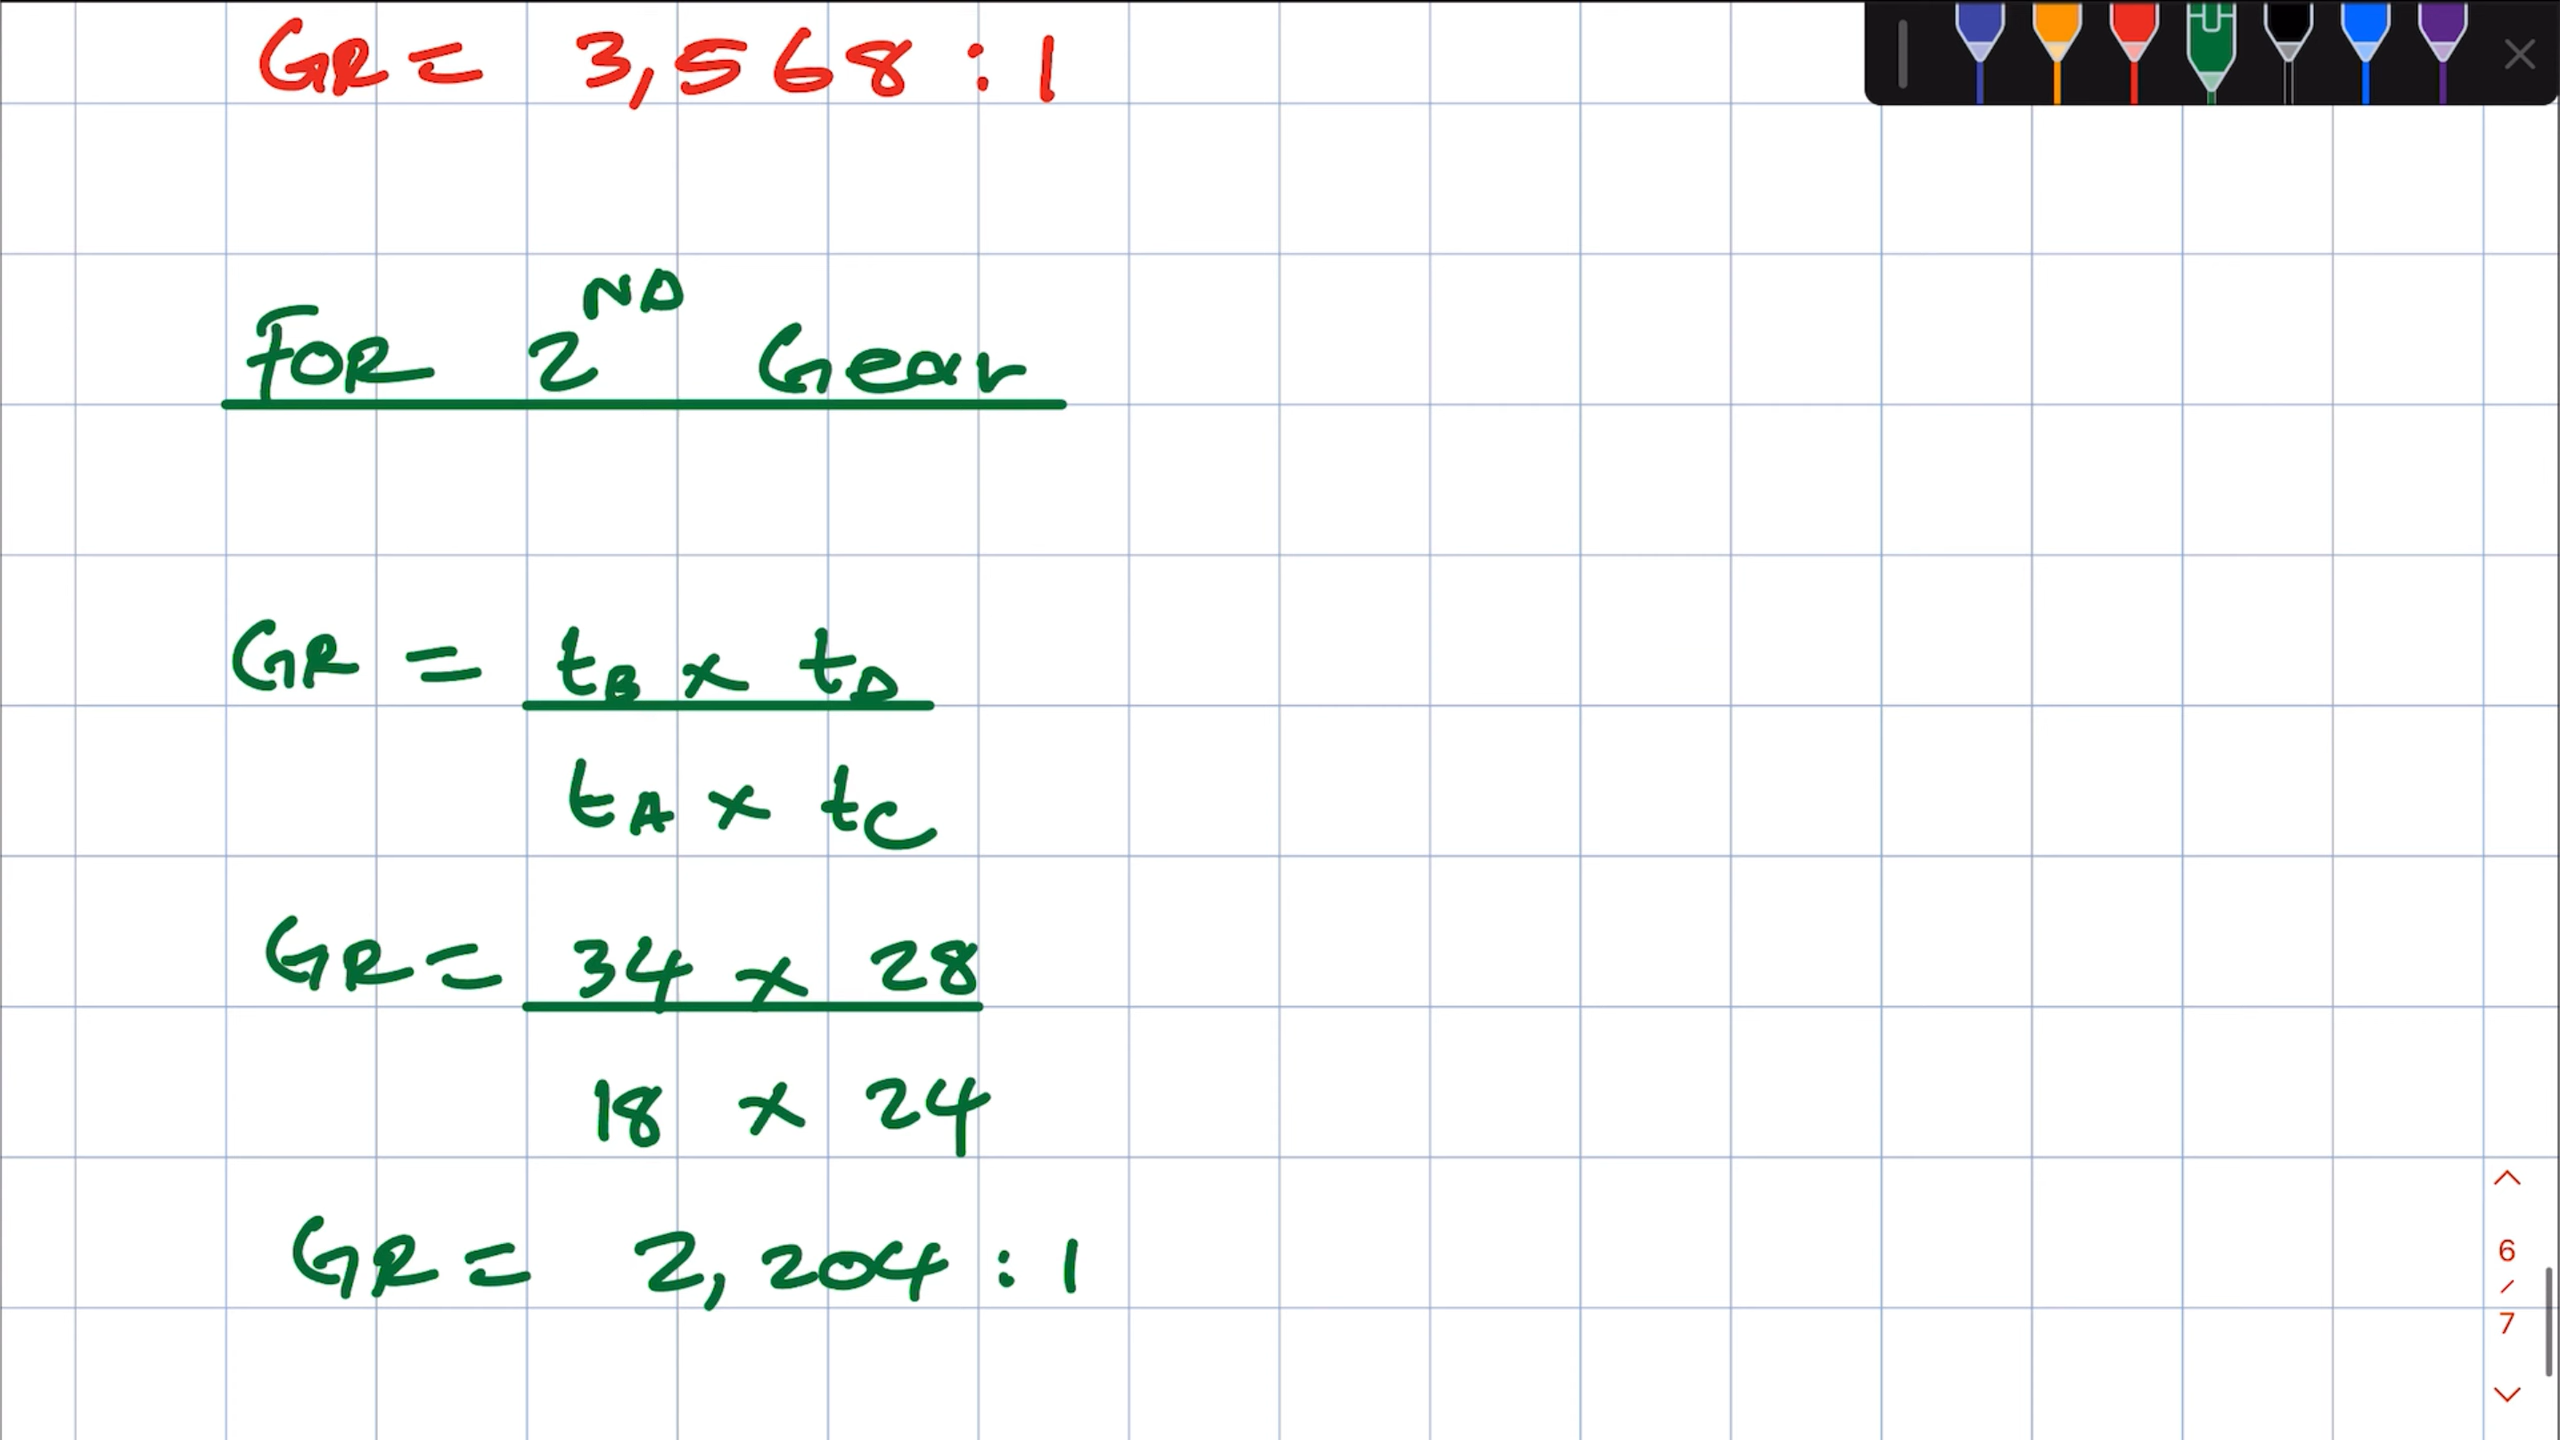 GR = 3,568 : 1
FOR 2ND Gear
GR = tB x tD
tA x tC
GR = 34 x 28
18 x 24
GR = 2,204 : 1
6
/
7